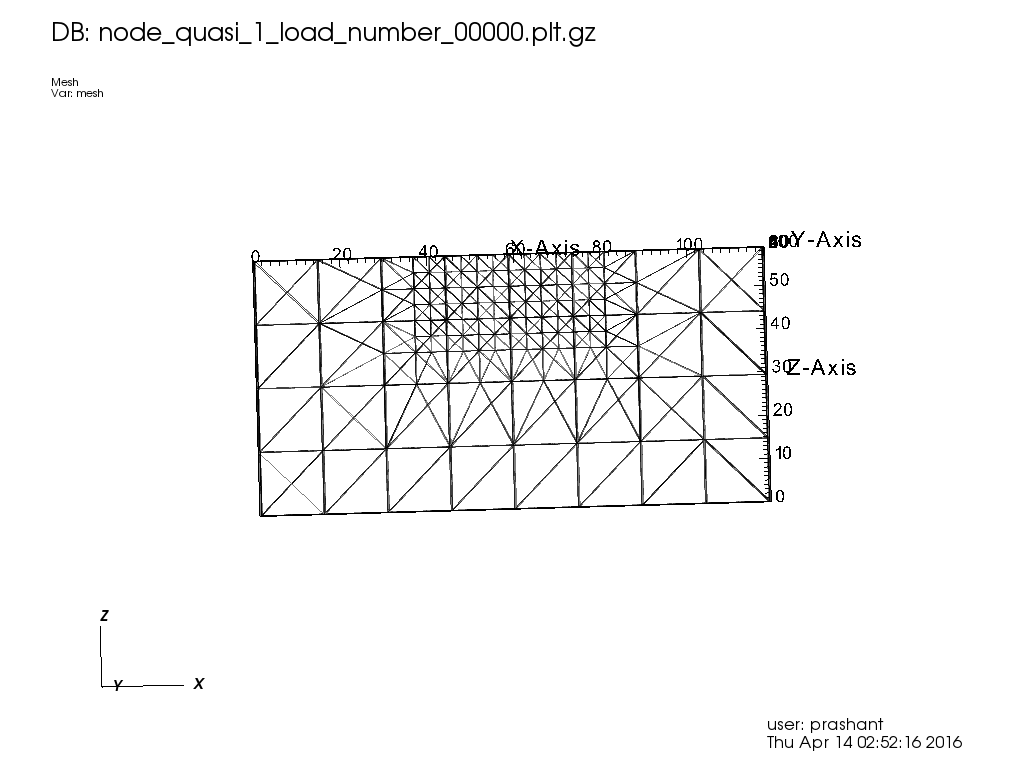 DB: node_quasi_1_load_number_00000.plt.gz
Mesh
Var: mesh
0 20 40 60 80 100
X-Axis
Y-Axis
50
40
30
Z-Axis
20
10
0
Z
Y
X
user: prashant
Thu Apr 14 02:52:16 2016